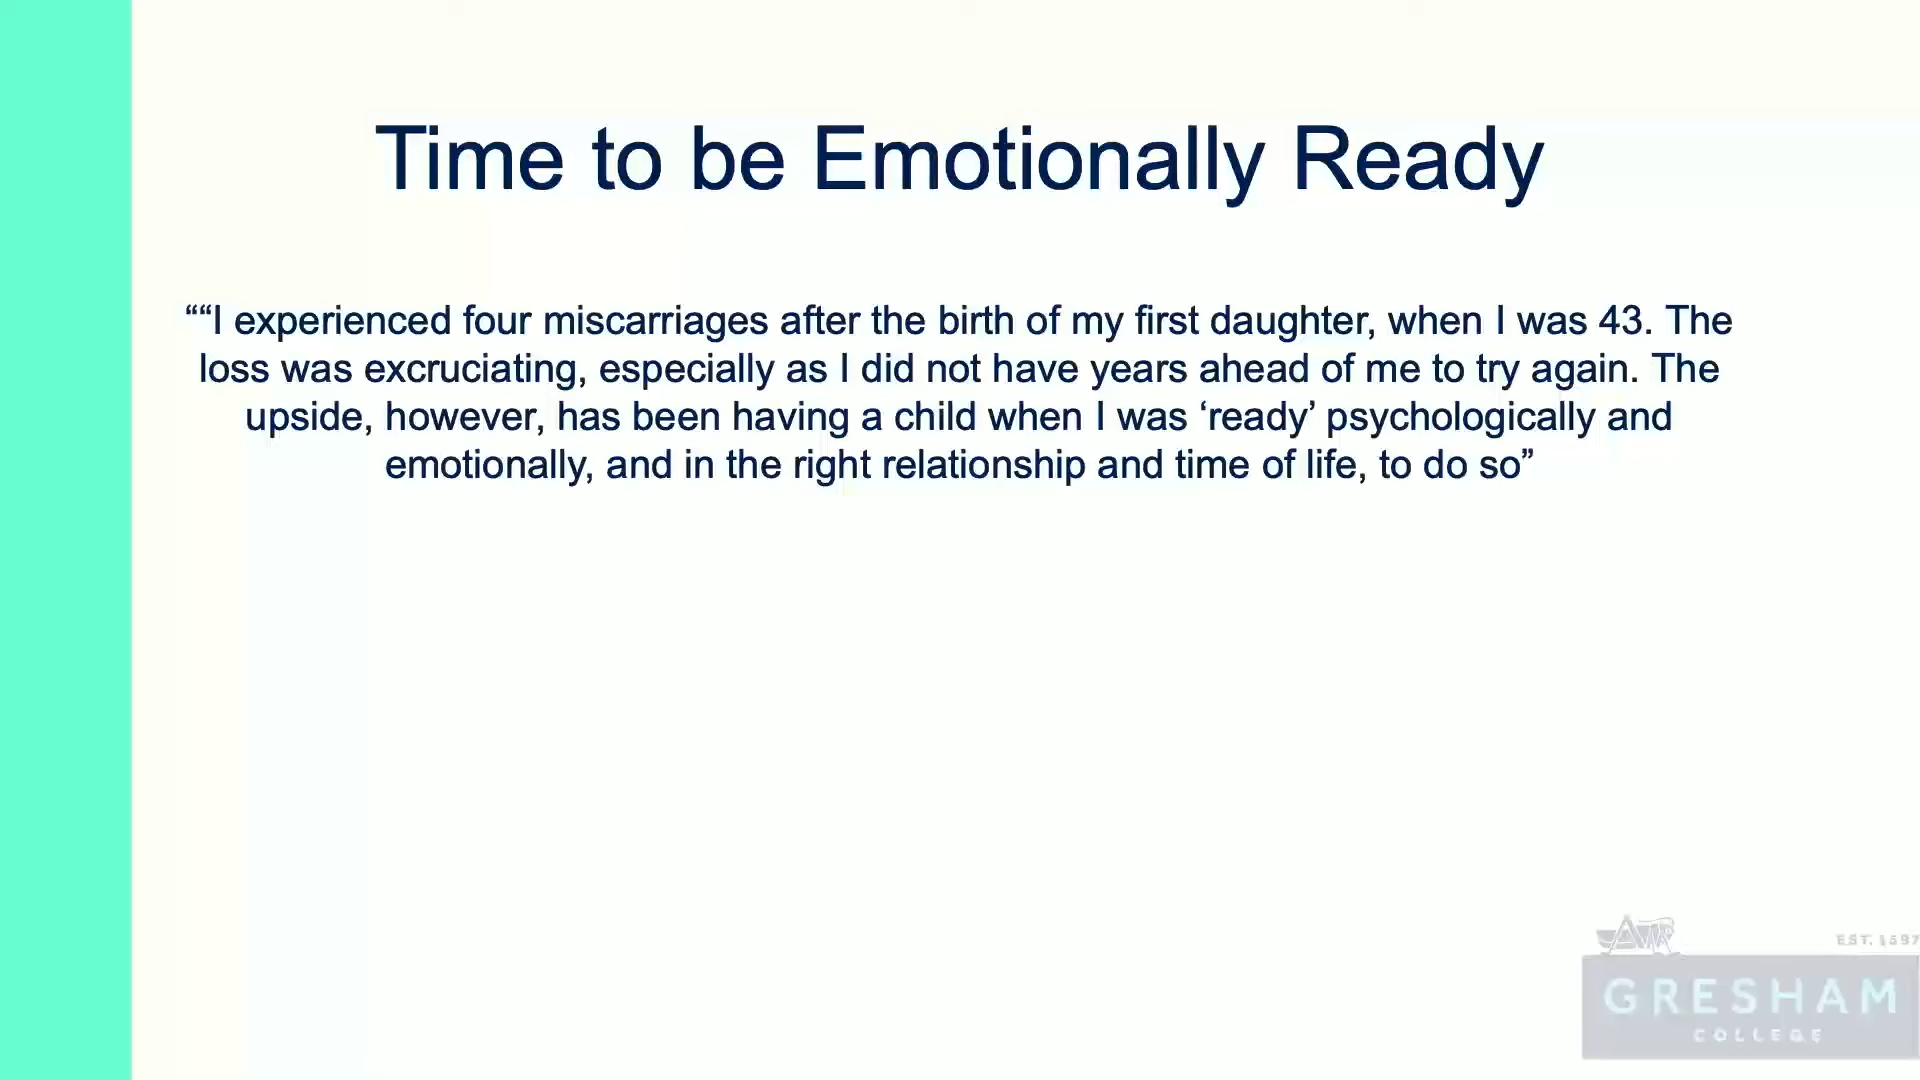 Time to be Emotionally Ready
““I experienced four miscarriages after the birth of my first daughter, when I was 43. The
loss was excruciating, especially as I did not have years ahead of me to try again. The
upside, however, has been having a child when I was ‘ready’ psychologically and
emotionally, and in the right relationship and time of life, to do so”
EST. 1597
GRESHAM
COLLEGE